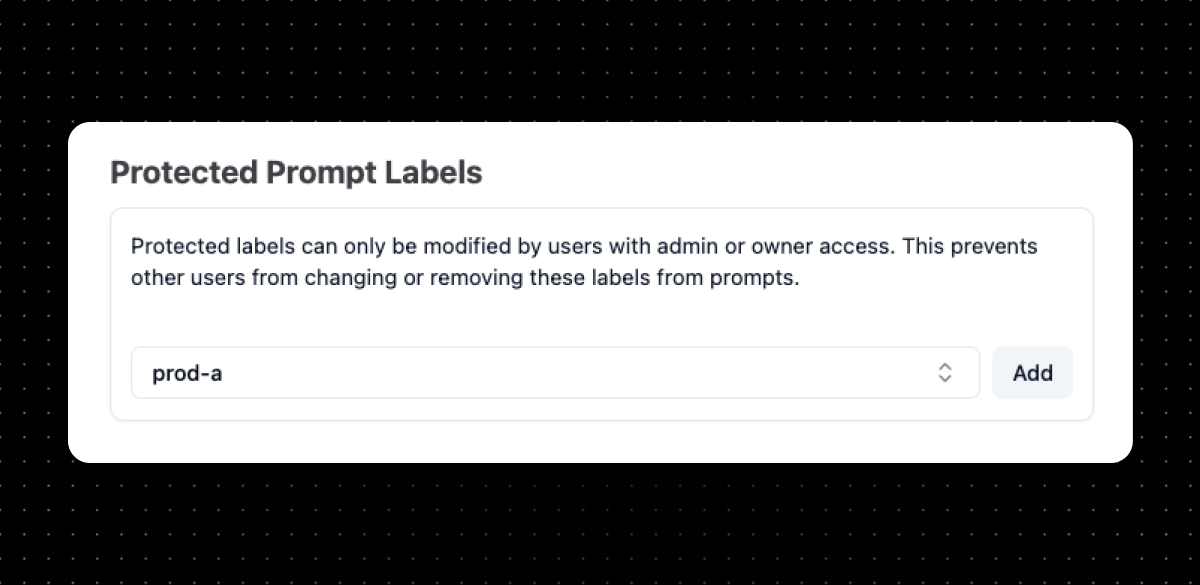 Protected Prompt Labels
Protected labels can only be modified by users with admin or owner access. This prevents
other users from changing or removing these labels from prompts.
prod-a
Add